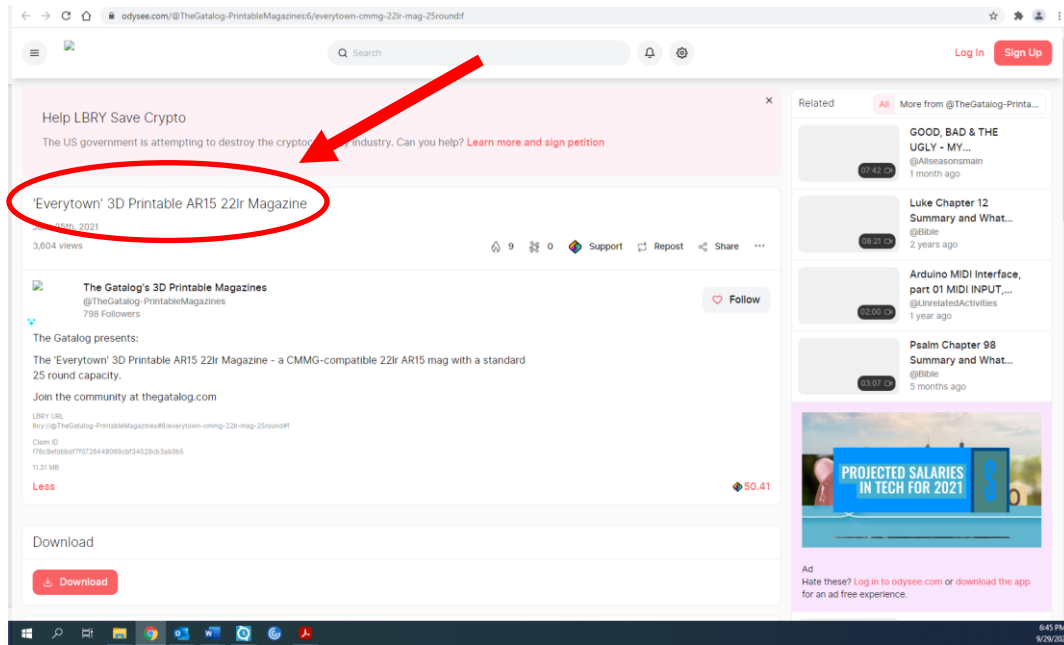 odysee.com/@TheGatalog-PrintableMagazines:6/everytown-cmmg-22lr-mag-25round:f
Search
Log In
Sign Up
Help LBRY Save Crypto
The US government is attempting to destroy the industry. Can you help? Learn more and sign petition
'Everytown' 3D Printable AR15 22lr Magazine
25th, 2021
3,604 views
9
0
Support
Repost
Share
The Gatalog's 3D Printable Magazines
@TheGatalog-PrintableMagazines
798 Followers
Follow
The Gatalog presents:
The 'Everytown' 3D Printable AR15 22lr Magazine - a CMMG-compatible 22lr AR15 mag with a standard
25 round capacity.
Join the community at thegatalog.com
LBRY URL
lbry://@TheGatalog-PrintableMagazines#6/everytown-cmmg-22lr-mag-25round#f
Claim ID
11.31 MB
Less
50.41
Download
Download
Related
All
More from @TheGatalog-Printa...
GOOD, BAD & THE
UGLY - MY...
@Allseasonsmain
1 month ago
07:42
Luke Chapter 12
Summary and What...
@Bible
2 years ago
08:21
Arduino MIDI Interface,
part 01 MIDI INPUT,...
@UnrelatedActivities
1 year ago
02:00
Psalm Chapter 98
Summary and What...
@Bible
5 months ago
03:07
PROJECTED SALARIES
IN TECH FOR 2021
Ad
Hate these? Log in to odysee.com or download the app
for an ad free experience.
6:45 PM